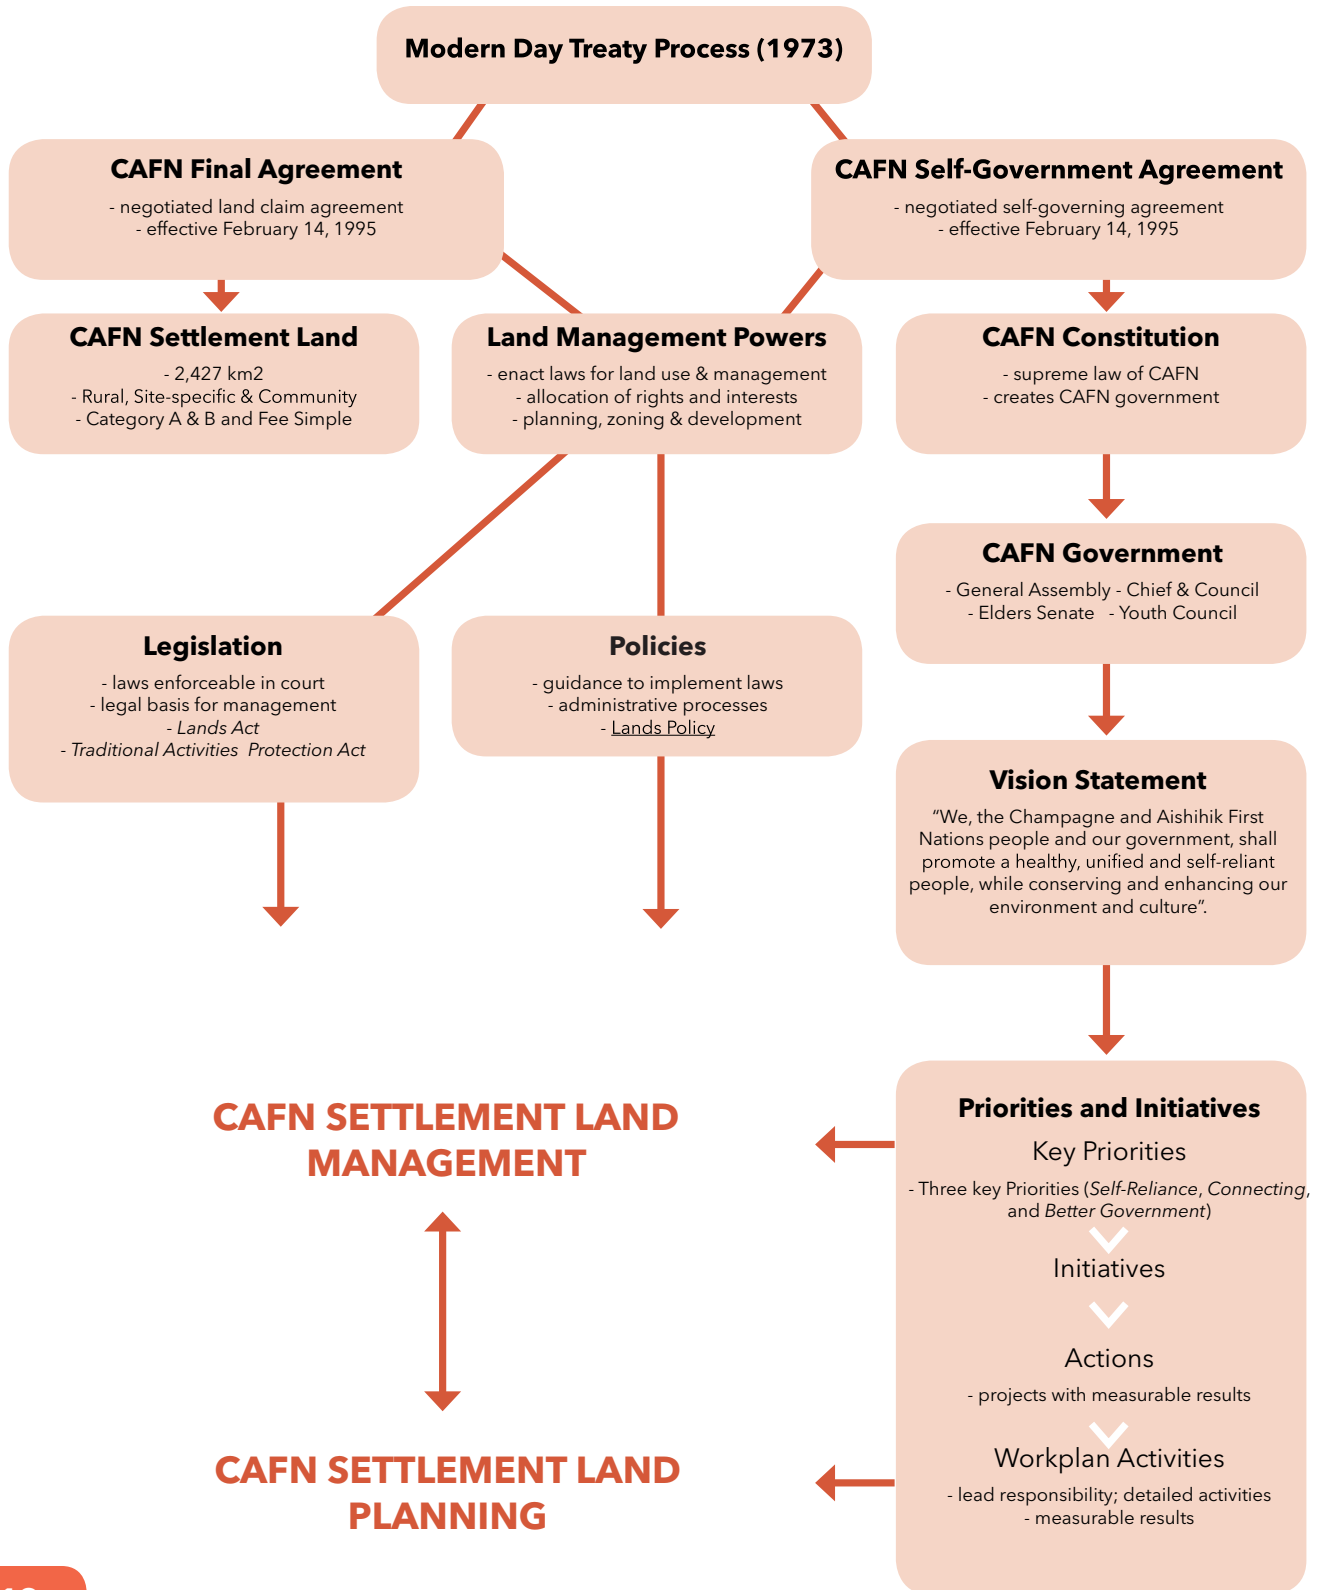 Modern Day Treaty Process (1973)
CAFN Final Agreement
- negotiated land claim agreement
- effective February 14, 1995
CAFN Self-Government Agreement
- negotiated self-governing agreement
- effective February 14, 1995
CAFN Settlement Land
- 2,427 km2
- Rural, Site-specific & Community
- Category A & B and Fee Simple
Land Management Powers
- enact laws for land use & management
- allocation of rights and interests
- planning, zoning & development
CAFN Constitution
- supreme law of CAFN
- creates CAFN government
CAFN Government
- General Assembly - Chief & Council
- Elders Senate - Youth Council
Legislation
- laws enforceable in court
- legal basis for management
- Lands Act
- Traditional Activities Protection Act
Policies
- guidance to implement laws
- administrative processes
- Lands Policy
Vision Statement
“We, the Champagne and Aishihik First
Nations people and our government, shall
promote a healthy, unified and self-reliant
people, while conserving and enhancing our
environment and culture”.
CAFN SETTLEMENT LAND
MANAGEMENT
CAFN SETTLEMENT LAND
PLANNING
Priorities and Initiatives
Key Priorities
- Three key Priorities (Self-Reliance, Connecting,
and Better Government)
Initiatives
Actions
- projects with measurable results
Workplan Activities
- lead responsibility; detailed activities
- measurable results